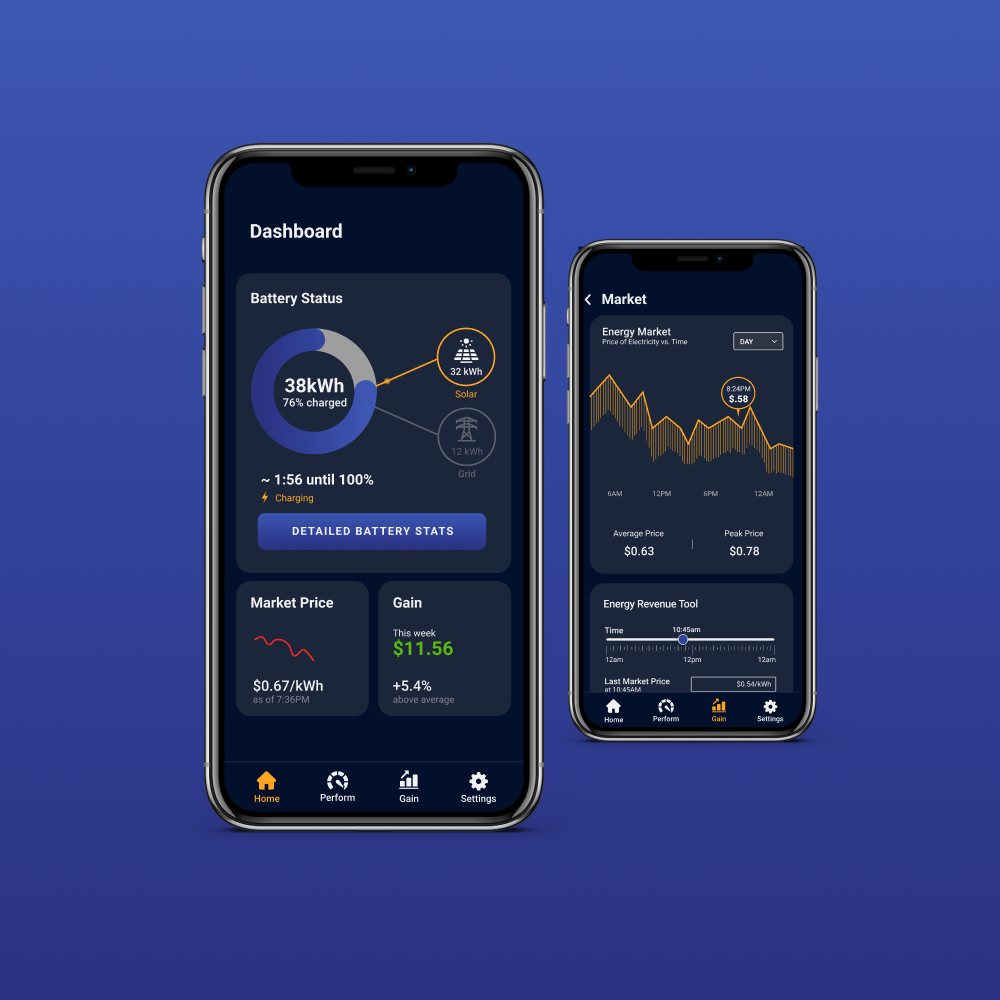 Dashboard
Battery Status
38kWh
76% charged
32 kWh
Solar
12 kWh
Grid
~ 1:56 until 100%
Charging
DETAILED BATTERY STATS
Market Price
$0.67/kWh
as of 7:36PM
Gain
This week
$11.56
+5.4%
above average
Home
Perform
Gain
Settings
Market
Energy Market
Price of Electricity vs. Time
DAY
8:24PM
$.58
6AM 12PM 6PM 12AM
Average Price
$0.63
Peak Price
$0.78
Energy Revenue Tool
Time
10:45am
12am 12pm 12am
Last Market Price
at 10:45AM
$0.54/kWh
Home
Perform
Gain
Settings